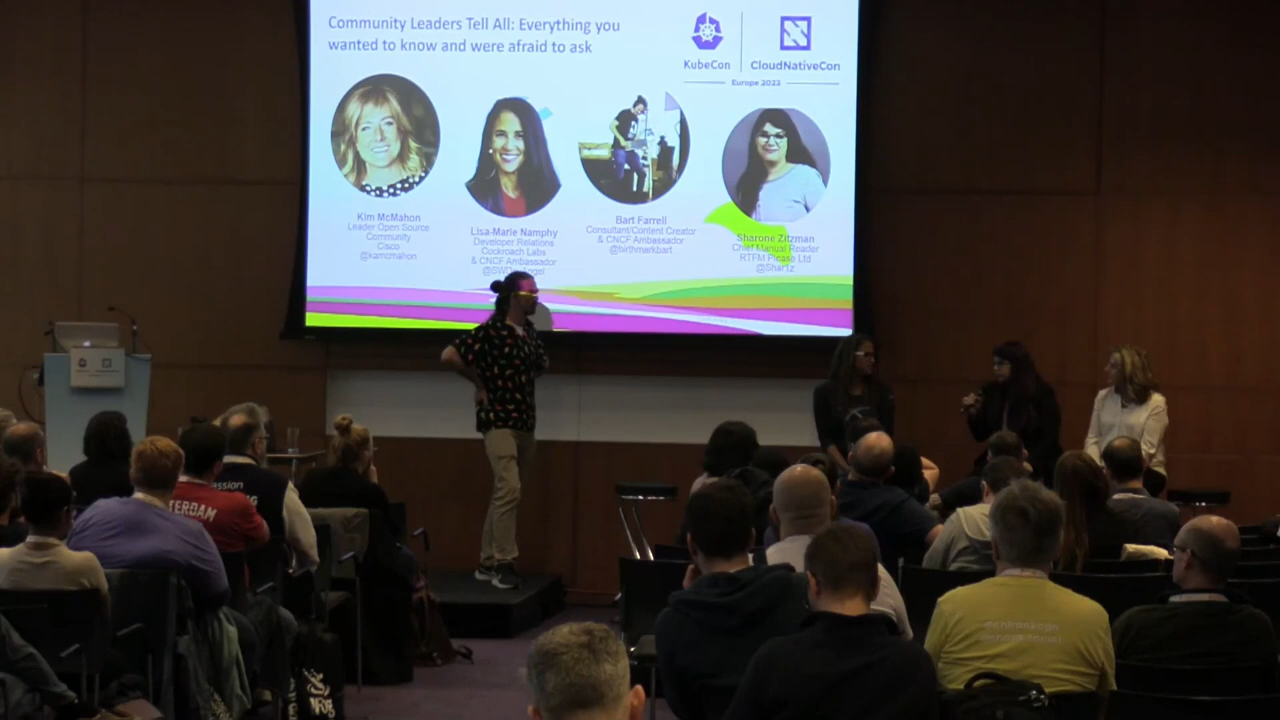 Community Leaders Tell All: Everything you
wanted to know and were afraid to ask
KubeCon
CloudNativeCon
Europe 2023
Kim McMahon
Leader Open Source
Community
Cisco
@kamcmahon
Lisa-Marie Namphy
Developer Relations
Cockroach Labs
& CNCF Ambassador
Bart Farrell
Consultant/Content Creator
& CNCF Ambassador
@birthmarkbart
Sharone Zitzman
Chief Manual Reader
RTFM Please Ltd
@Shar1z
TERDAM